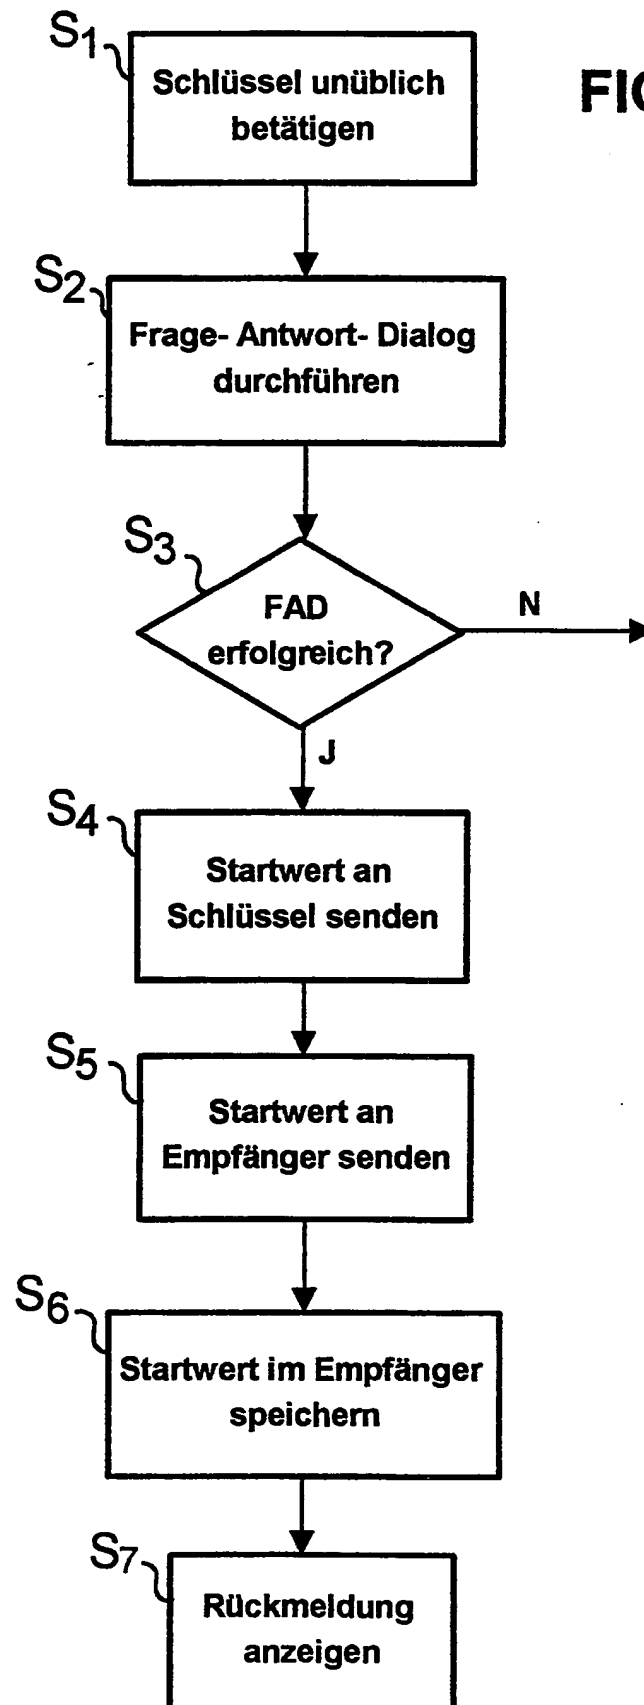 S1
Schlüssel unüblich
betätigen
S2
Frage- Antwort- Dialog
durchführen
S3
FAD
erfolgreich?
N
J
S4
Startwert an
Schlüssel senden
S5
Startwert an
Empfänger senden
S6
Startwert im Empfänger
speichern
S7
Rückmeldung
anzeigen